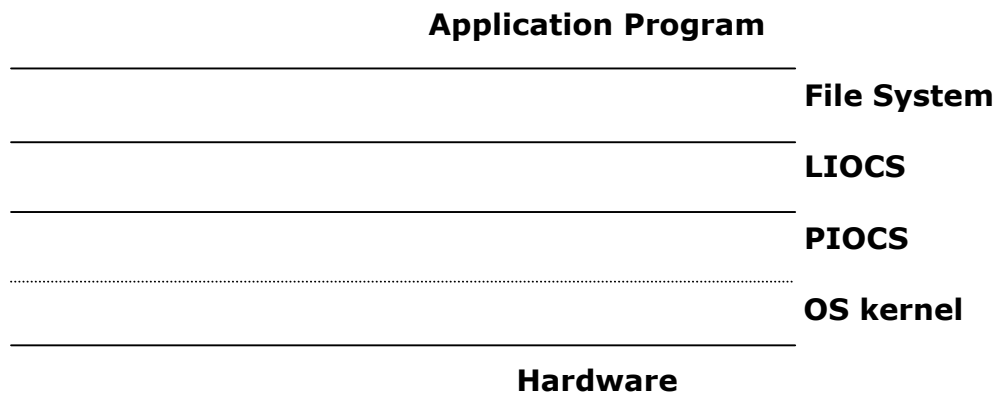 Application Program
File System
LIOCS
PIOCS
OS kernel
Hardware